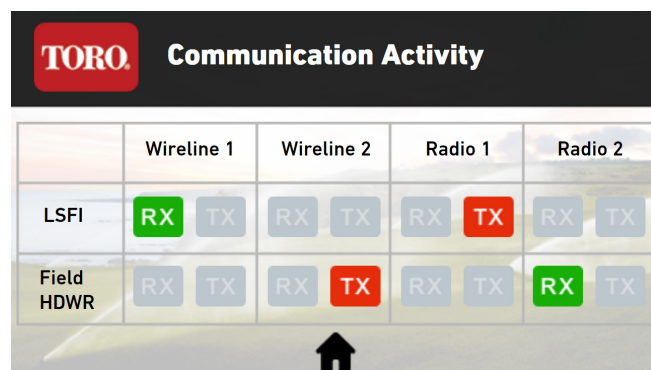 TORO.
Communication Activity
Wireline 1 Wireline 2 Radio 1 Radio 2
LSFI RX TX RX TX RX TX RX TX
Field
HDWR RX TX RX TX RX TX RX TX